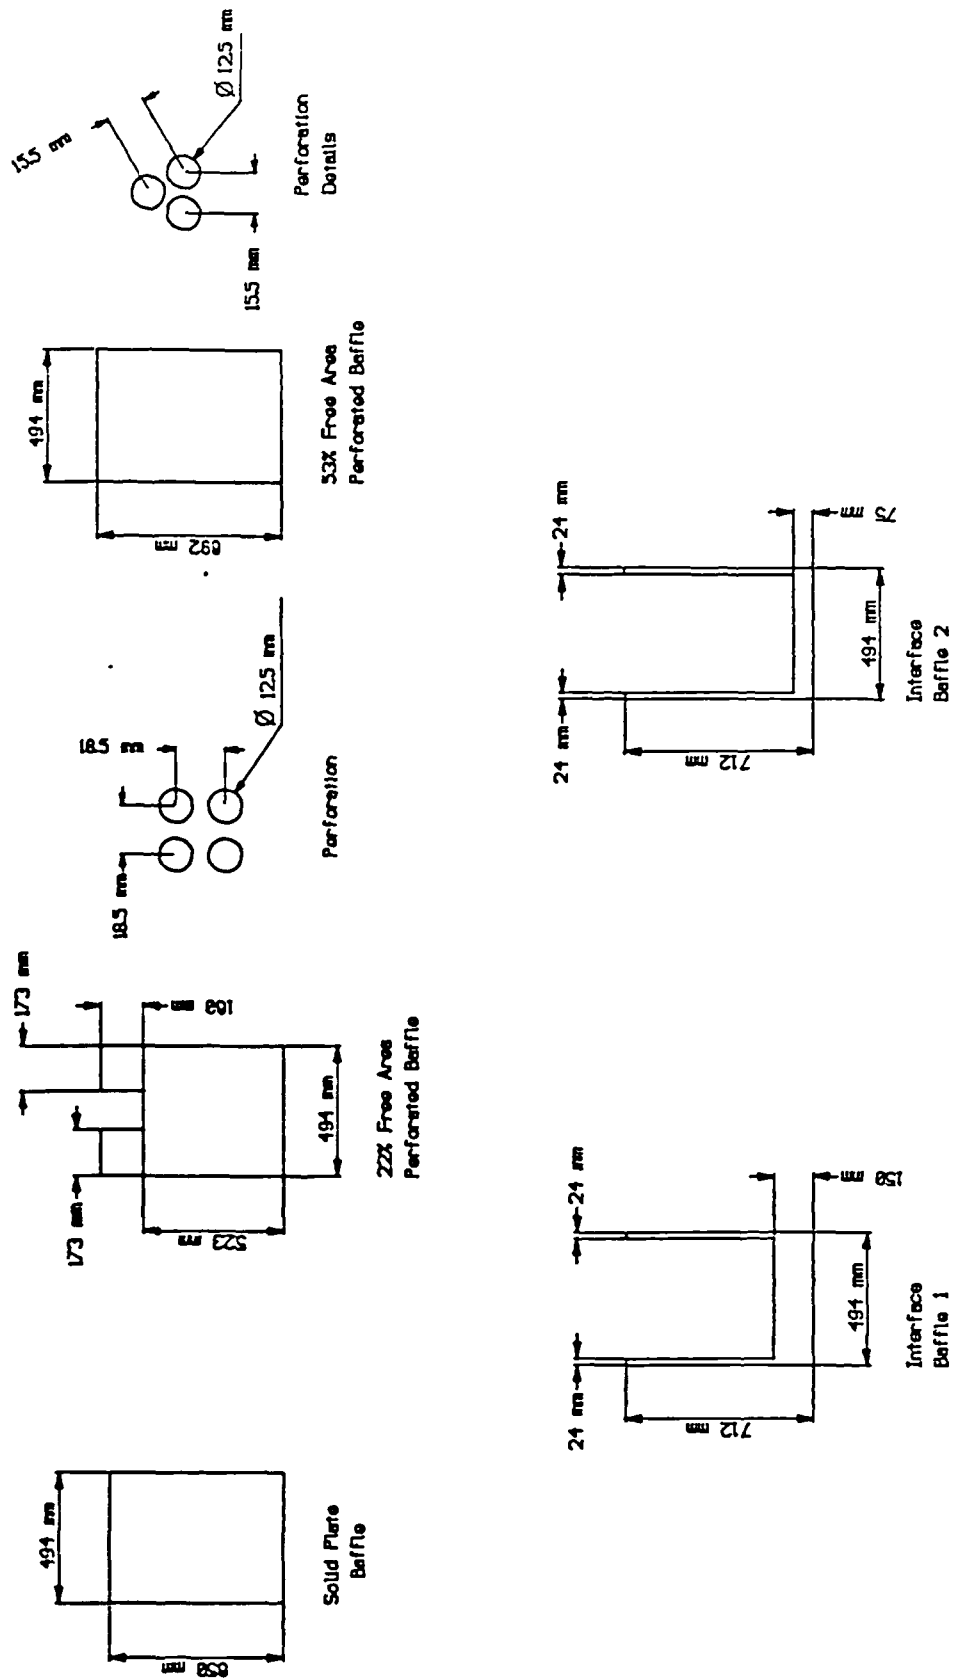 494 mm
650 mm
Solid Plate
Baffle
173 mm
173 mm
mm
523 mm
494 mm
22% Free Area
Perforated Baffle
18.5 mm
18.5 mm
Ø 12.5 mm
Perforation
494 mm
692 mm
53% Free Area
Perforated Baffle
15.5 mm
15.5 mm
Ø 12.5 mm
Perforation
Details
24 mm
24 mm
712 mm
150 mm
494 mm
Interface
Baffle 1
24 mm
24 mm
712 mm
75 mm
494 mm
Interface
Baffle 2